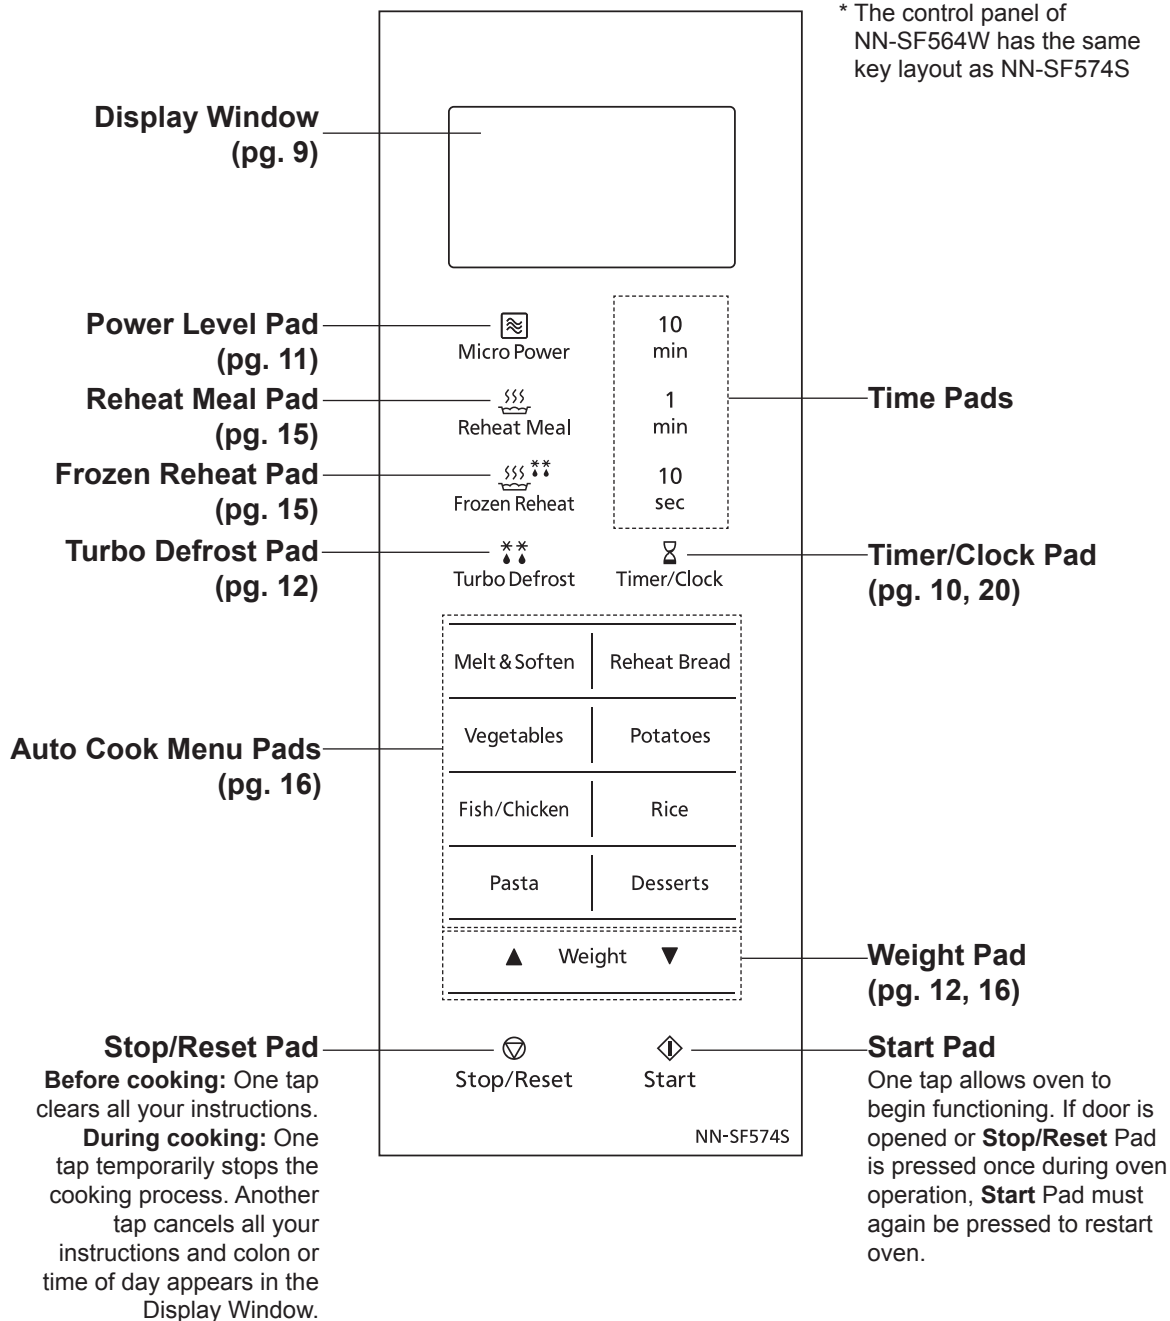 * The control panel of
NN-SF564W has the same
key layout as NN-SF574S
Display Window
(pg. 9)
Power Level Pad
(pg. 11)
Reheat Meal Pad
(pg. 15)
Frozen Reheat Pad
(pg. 15)
Turbo Defrost Pad
(pg. 12)
Auto Cook Menu Pads
(pg. 16)
Stop/Reset Pad
Before cooking: One tap
clears all your instructions.
During cooking: One
tap temporarily stops the
cooking process. Another
tap cancels all your
instructions and colon or
time of day appears in the
Display Window.
Micro Power
Reheat Meal
Frozen Reheat
Turbo Defrost
10
min
1
min
10
sec
Timer/Clock
Melt & Soften
Reheat Bread
Vegetables
Potatoes
Fish/Chicken
Rice
Pasta
Desserts
▲ Weight ▼
Stop/Reset
Start
NN-SF574S
Time Pads
Timer/Clock Pad
(pg. 10, 20)
Weight Pad
(pg. 12, 16)
Start Pad
One tap allows oven to
begin functioning. If door is
opened or Stop/Reset Pad
is pressed once during oven
operation, Start Pad must
again be pressed to restart
oven.